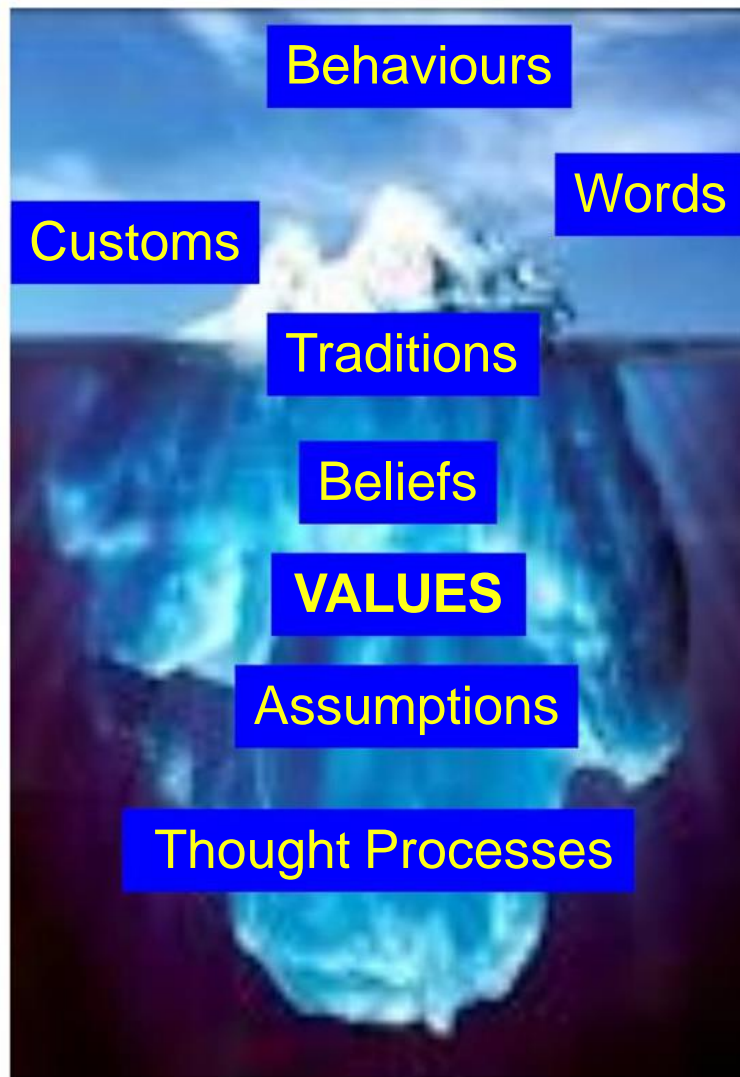 Behaviours
Words
Customs
Traditions
Beliefs
VALUES
Assumptions
Thought Processes